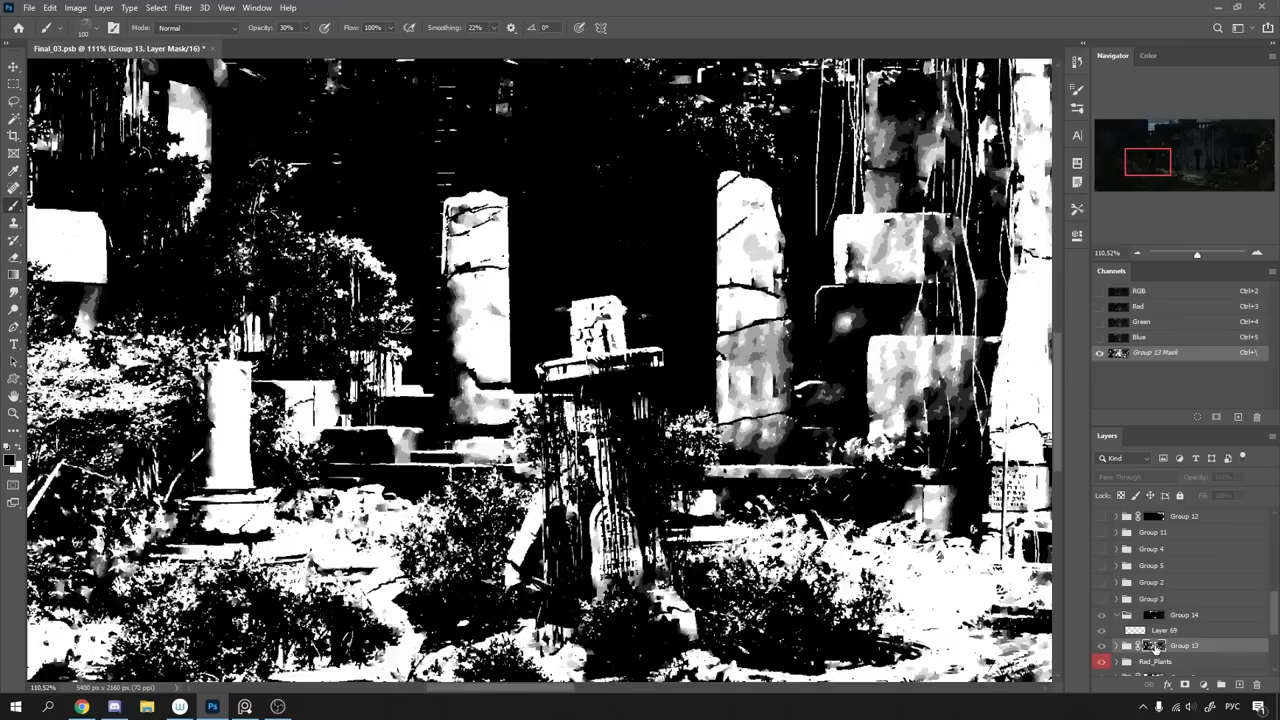 File Edit Image Layer Type Select Filter 3D View Window Help
100 Mode: Normal Opacity: 30% Flow: 100% Smoothing: 22% 0°
Final_03.psb @ 111% (Group 13, Layer Mask/16) *
Navigator Color
110,52%
Channels
RGB Ctrl+2
Red Ctrl+3
Green Ctrl+4
Blue Ctrl+5
Group 13 Mask Ctrl+\
Layers
Kind
Pass Through Opacity: 100%
Lock: Fill: 100%
Group 12
Group 11
Group 4
Group 5
Group 2
Group 3
Group 14
Layer 69
Group 13
Red_Plants
110,52% 5400 px x 2160 px (72 ppi)
РУС